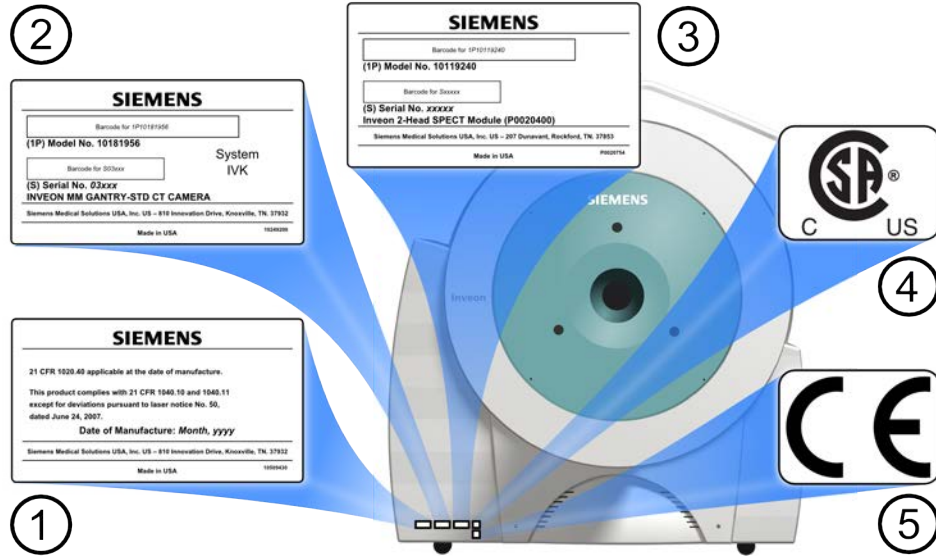 2
SIEMENS
Barcode for 1P10181956
(1P) Model No. 10181956
Barcode for S03xxx
System
IVK
(S) Serial No. 03xxx
INVEON MM GANTRY-STD CT CAMERA
Siemens Medical Solutions USA, Inc. US – 810 Innovation Drive, Knoxville, TN. 37932
Made in USA
10249289
SIEMENS
Barcode for 1P10119240
(1P) Model No. 10119240
Barcode for Sxxxxx
(S) Serial No. xxxxx
Inveon 2-Head SPECT Module (P0020400)
Siemens Medical Solutions USA, Inc. US – 207 Dunavant, Rockford, TN. 37853
Made in USA
P0020754
3
SIEMENS
Inveon
CSA ®
C US
4
SIEMENS
21 CFR 1020.40 applicable at the date of manufacture.
This product complies with 21 CFR 1040.10 and 1040.11
except for deviations pursuant to laser notice No. 50,
dated June 24, 2007.
Date of Manufacture: Month, yyyy
Siemens Medical Solutions USA, Inc. US – 810 Innovation Drive, Knoxville, TN. 37932
Made in USA
1
CE
5